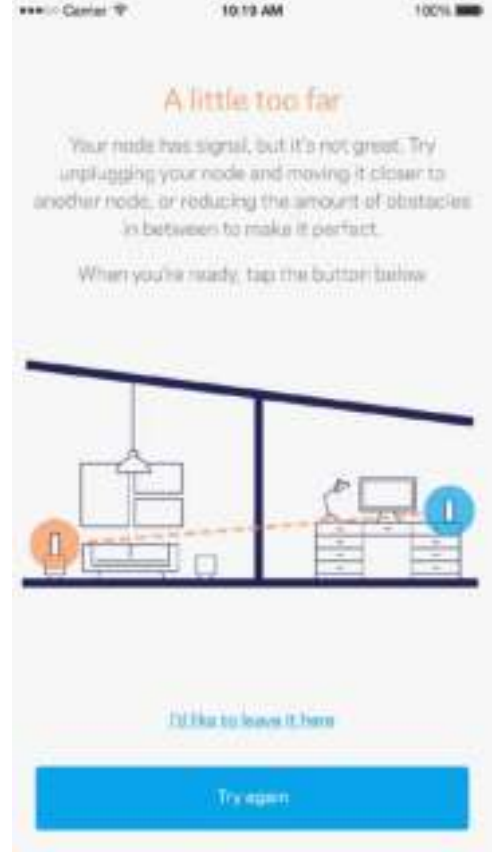 Carrier 10:19 AM 100%
A little too far
Your node has signal, but it's not great. Try
unplugging your node and moving it closer to
another node, or reducing the amount of obstacles
in between to make it perfect.
When you're ready, tap the button below
I'd like to leave it here
Try again